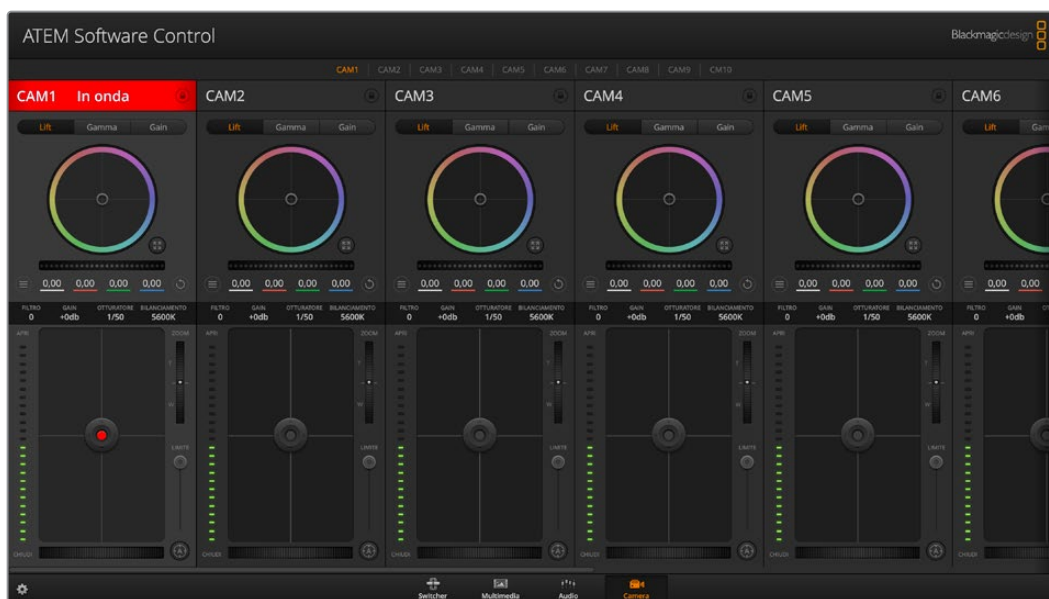 ATEM Software Control
Blackmagicdesign
CAM1 CAM2 CAM3 CAM4 CAM5 CAM6 CAM7 CAM8 CAM9 CM10
CAM1 In onda CAM2 CAM3 CAM4 CAM5 CAM6
Lift Gamma Gain Lift Gamma Gain Lift Gamma Gain Lift Gamma Gain Lift Gamma Gain Lift Gam
0,00 0,00 0,00 0,00 0,00 0,00 0,00 0,00 0,00 0,00 0,00 0,00 0,00 0,00 0,00 0,00 0,00 0,00 0,00 0,00 0,00 0,00
FILTRO GAIN OTTURATORE BILANCIAMENTO FILTRO GAIN OTTURATORE BILANCIAMENTO FILTRO GAIN OTTURATORE BILANCIAMENTO FILTRO GAIN OTTURATORE BILANCIAMENTO FILTRO GAIN OTTURATORE BILANCIAMENTO FILTRO GAIN OT
0 +0db 1/50 5600K 0 +0db 1/50 5600K 0 +0db 1/50 5600K 0 +0db 1/50 5600K 0 +0db 1/50 5600K 0 +0db
APRI ZOOM APRI ZOOM APRI ZOOM APRI ZOOM APRI ZOOM APRI
T T T T T
W W W W W
LIMITE LIMITE LIMITE LIMITE LIMITE
CHIUDI A CHIUDI A CHIUDI A CHIUDI A CHIUDI A CHIUDI
Switcher Multimedia Audio Camera